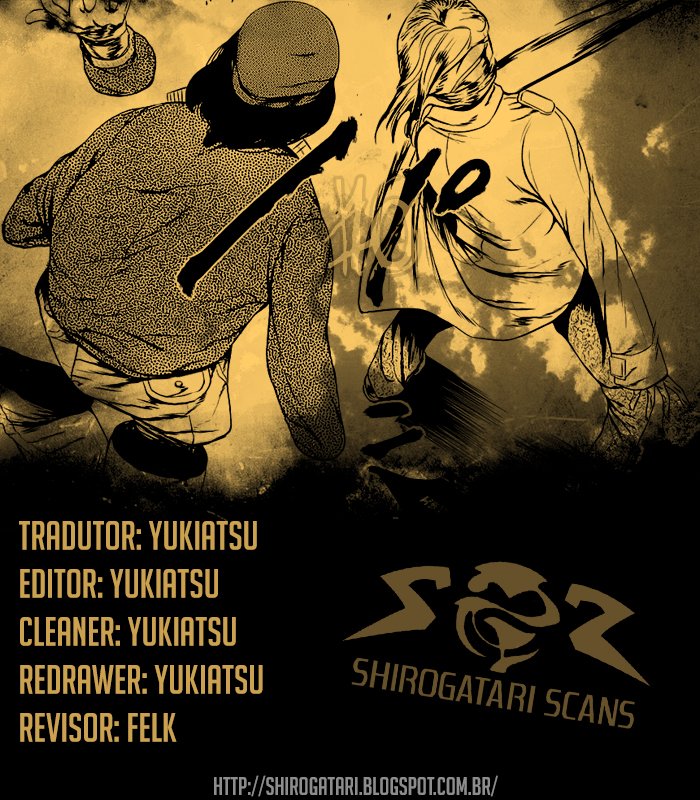 TRADUTOR: YUKIATSU
EDITOR: YUKIATSU
CLEANER: YUKIATSU
REDRAWER: YUKIATSU
REVISOR: FELK
SHIROGATARI SCANS
HTTP://SHIROGATARI.BLOGSPOT.COM.BR/